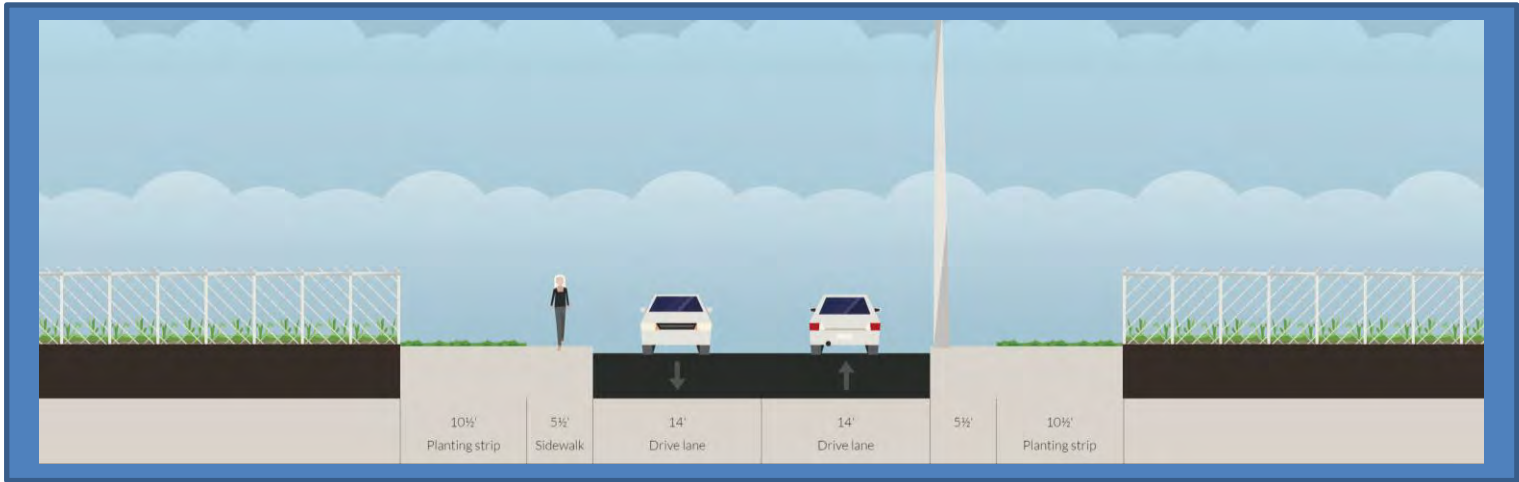 10½'
Planting strip
5½'
Sidewalk
14'
Drive lane
14'
Drive lane
5½'
10½'
Planting strip